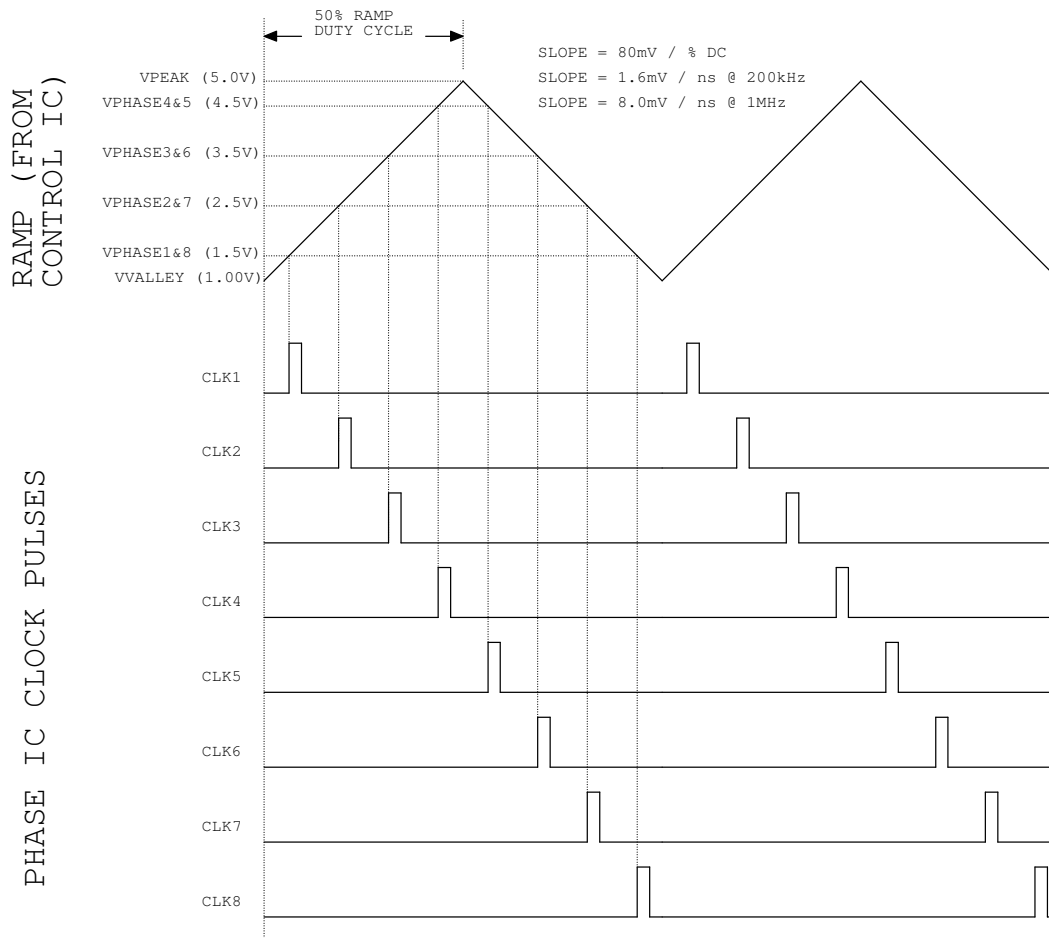 50% RAMP
DUTY CYCLE
SLOPE = 80mV / % DC
SLOPE = 1.6mV / ns @ 200kHz
SLOPE = 8.0mV / ns @ 1MHz
RAMP (FROM
CONTROL IC)
VPEAK (5.0V)
VPHASE4&5 (4.5V)
VPHASE3&6 (3.5V)
VPHASE2&7 (2.5V)
VPHASE1&8 (1.5V)
VVALLEY (1.00V)
PHASE IC CLOCK PULSES
CLK1
CLK2
CLK3
CLK4
CLK5
CLK6
CLK7
CLK8